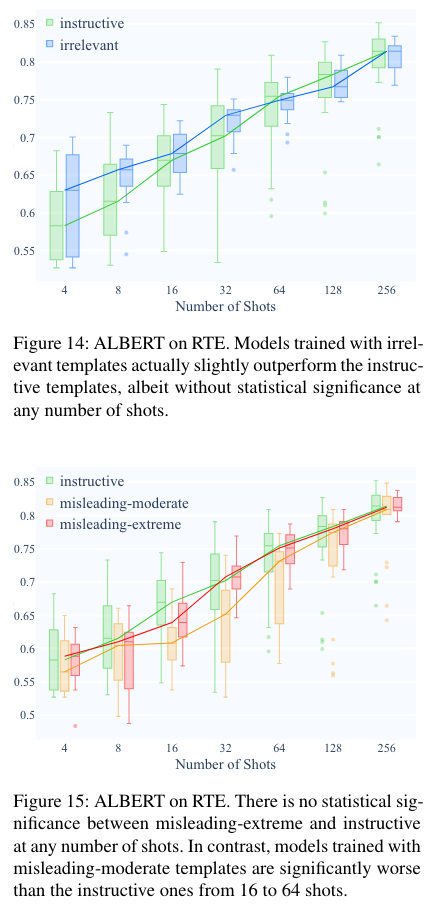 0.85
instructive
irrelevant
0.8
0.75
0.7
0.65
0.6
0.55
4 8 16 32 64 128 256
Number of Shots
Figure 14: ALBERT on RTE. Models trained with irrel-
evant templates actually slightly outperform the instruc-
tive templates, albeit without statistical significance at
any number of shots.
0.85
instructive
misleading-moderate
0.8
misleading-extreme
0.75
0.7
0.65
0.6
0.55
0.5
4 8 16 32 64 128 256
Number of Shots
Figure 15: ALBERT on RTE. There is no statistical sig-
nificance between misleading-extreme and instructive
at any number of shots. In contrast, models trained with
misleading-moderate templates are significantly worse
than the instructive ones from 16 to 64 shots.